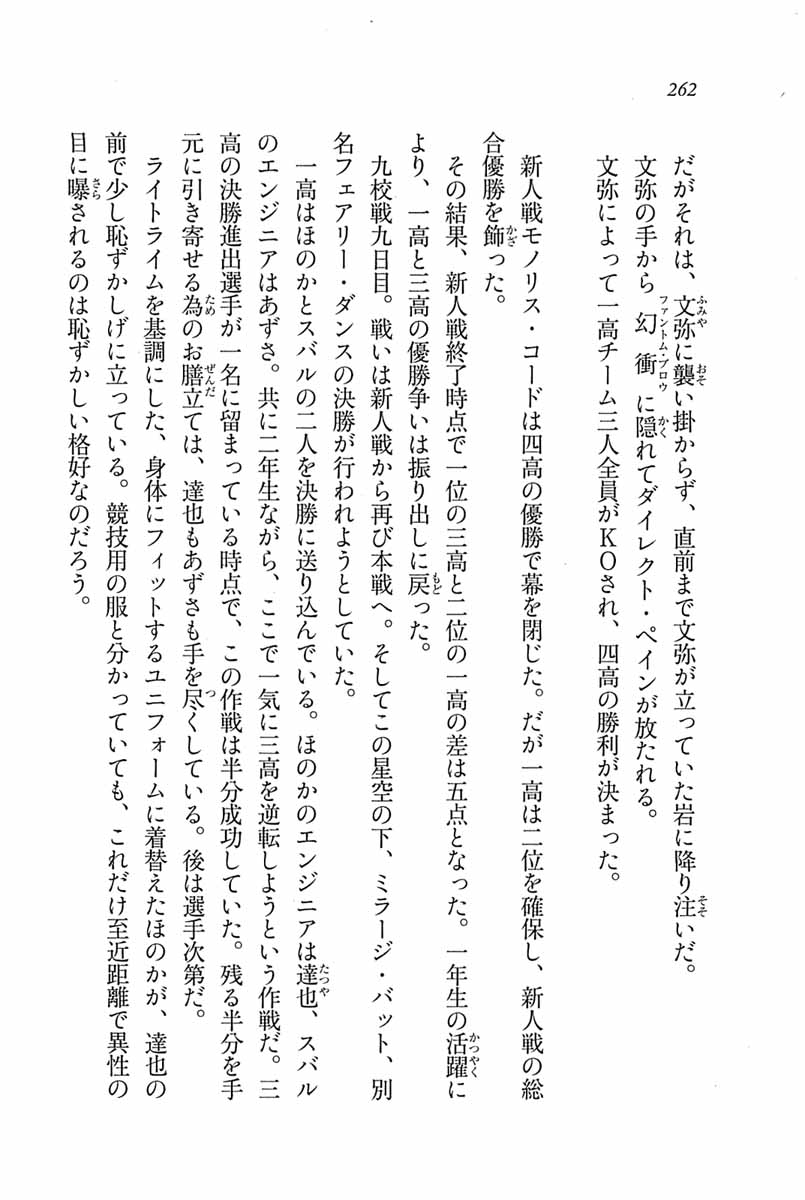 262
だがそれは、文弥に襲い掛からず、直前まで文弥が立っていた岩に降り注いだ。
文弥の手から幻衝に隠れてダイレクト・ペインが放たれる。
文弥によって一高チーム三人全員がＫＯされ、四高の勝利が決まった。
新人戦モノリス・コードは四高の優勝で幕を閉じた。だが一高は二位を確保し、新人戦の総
合優勝を飾った。
その結果、新人戦終了時点で一位の三高と二位の一高の差は五点となった。一年生の活躍に
より、一高と三高の優勝争いは振り出しに戻った。
九校戦九日目。戦いは新人戦から再び本戦へ。そしてこの星空の下、ミラージ・バット、別
名フェアリー・ダンスの決勝が行われようとしていた。
一高はほのかとスバルの二人を決勝に送り込んでいる。ほのかのエンジニアは達也、スバル
のエンジニアはあずさ。共に二年生ながら、ここで一気に三高を逆転しようという作戦だ。三
高の決勝進出選手が一名に留まっている時点で、この作戦は半分成功していた。残る半分を手
元に引き寄せる為のお膳立ては、達也もあずさも手を尽くしている。後は選手次第だ。
ライトライムを基調にした、身体にフィットするユニフォームに着替えたほのかが、達也の
前で少し恥ずかしげに立っている。競技用の服と分かっていても、これだけ至近距離で異性の
目に曝されるのは恥ずかしい格好なのだろう。